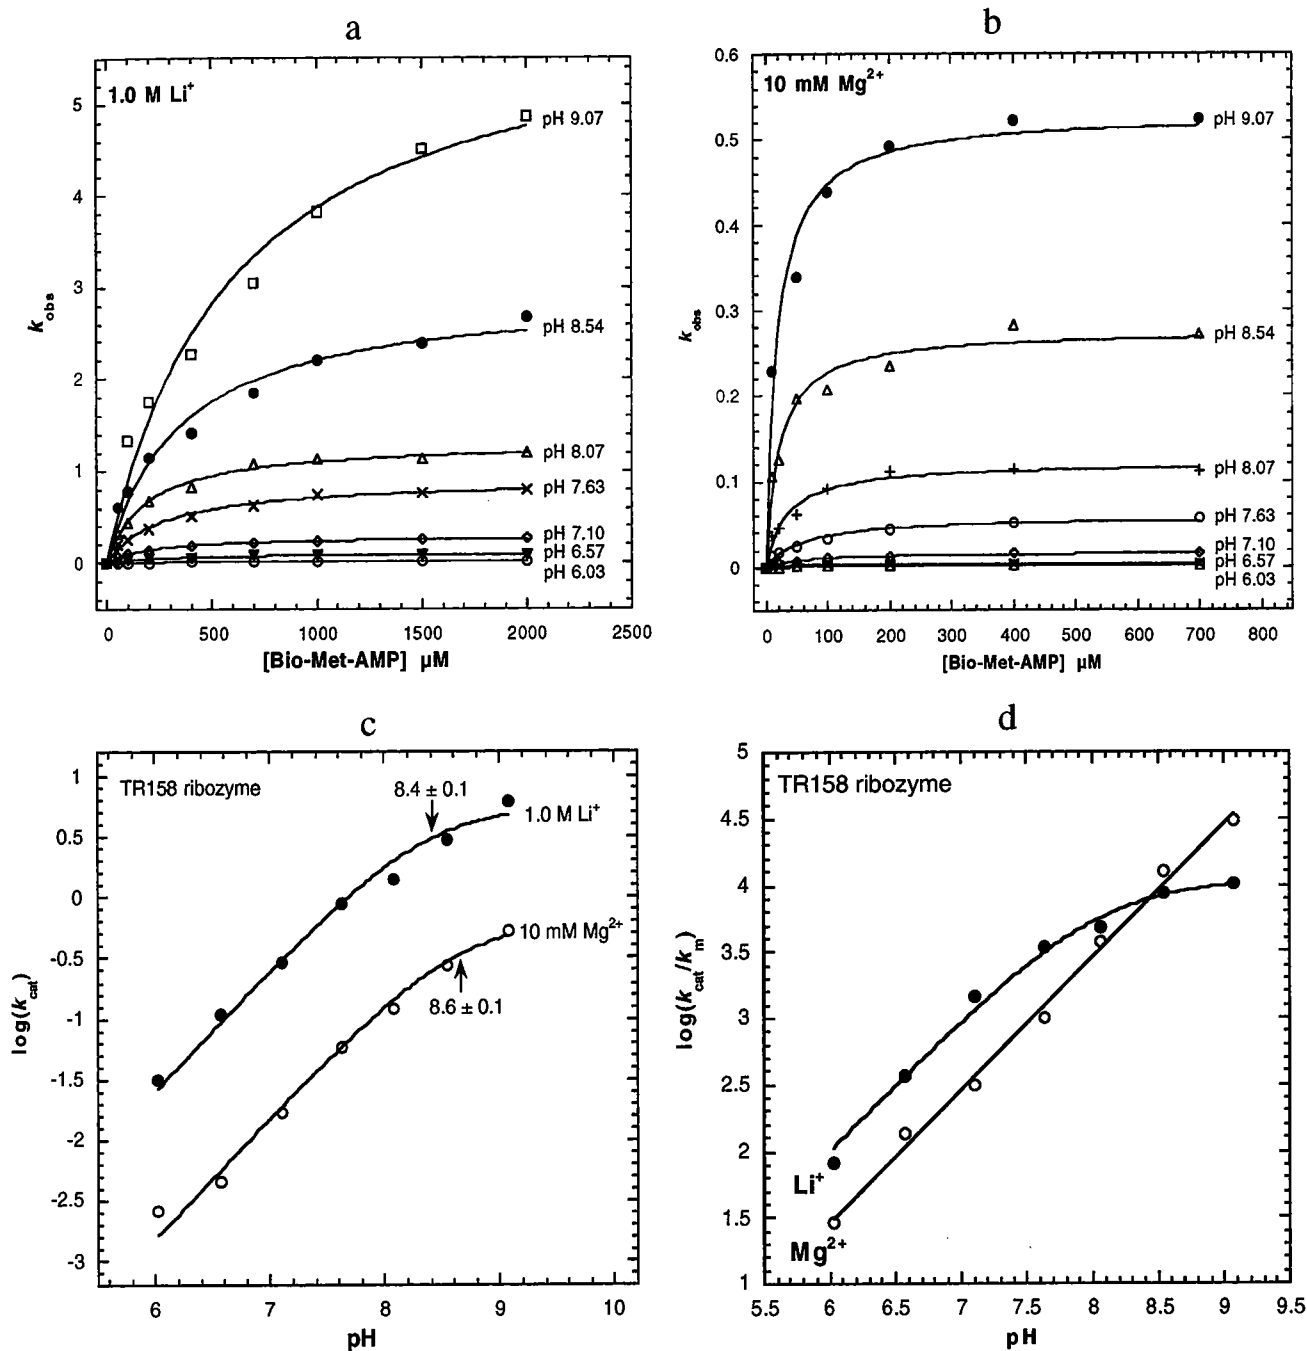 a
1.0 M Li⁺
5
4
3
2
1
0
k_obs
pH 9.07
pH 8.54
pH 8.07
pH 7.63
pH 7.10
pH 6.57
pH 6.03
0 500 1000 1500 2000 2500
[Bio-Met-AMP] µM
b
10 mM Mg²⁺
0.6
0.5
0.4
0.3
0.2
0.1
0
k_obs
pH 9.07
pH 8.54
pH 8.07
pH 7.63
pH 7.10
pH 6.57
pH 6.03
0 100 200 300 400 500 600 700 800
[Bio-Met-AMP] µM
c
TR158 ribozyme
8.4 ± 0.1
1.0 M Li⁺
10 mM Mg²⁺
8.6 ± 0.1
1
0.5
0
-0.5
-1
-1.5
-2
-2.5
-3
log(k_cat)
6 7 8 9 10
pH
d
TR158 ribozyme
5
4.5
4
3.5
3
2.5
2
1.5
1
log(k_cat/k_m)
Li⁺
Mg²⁺
5.5 6 6.5 7 7.5 8 8.5 9 9.5
pH